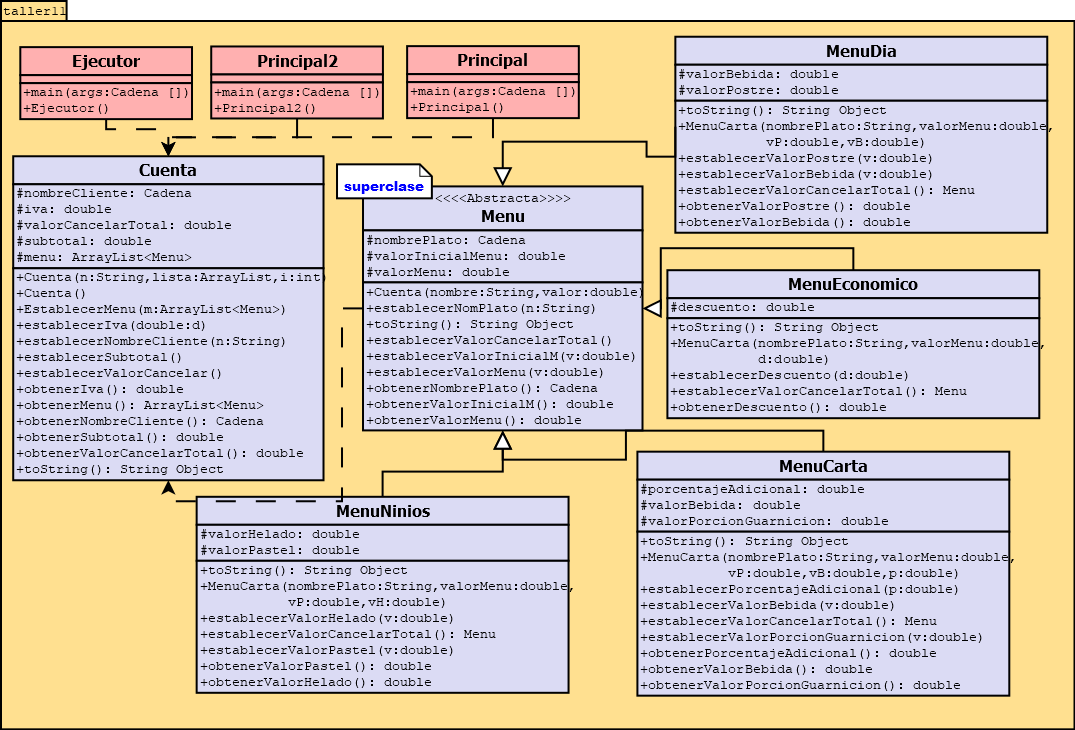 taller11
Ejecutor
+main(args:Cadena [])
+Ejecutor()
Principal2
+main(args:Cadena [])
+Principal2()
Principal
+main(args:Cadena [])
+Principal()
MenuDia
#valorBebida: double
#valorPostre: double
+toString(): String Object
+MenuCarta(nombrePlato:String,valorMenu:double,
vP:double,vB:double)
+establecerValorPostre(v:double)
+establecerValorBebida(v:double)
+establecerValorCancelarTotal(): Menu
+obtenerValorPostre(): double
+obtenerValorBebida(): double
Cuenta
#nombreCliente: Cadena
#iva: double
#valorCancelarTotal: double
#subtotal: double
#menu: ArrayList<Menu>
+Cuenta(n:String,lista:ArrayList,i:int)
+Cuenta()
+EstablecerMenu(m:ArrayList<Menu>)
+establecerIva(double:d)
+establecerNombreCliente(n:String)
+establecerSubtotal()
+establecerValorCancelar()
+obtenerIva(): double
+obtenerMenu(): ArrayList<Menu>
+obtenerNombreCliente(): Cadena
+obtenerSubtotal(): double
+obtenerValorCancelarTotal(): double
+toString(): String Object
superclase
<<<<Abstracta>>>>
Menu
#nombrePlato: Cadena
#valorInicialMenu: double
#valorMenu: double
+Cuenta(nombre:String,valor:double)
+establecerNomPlato(n:String)
+toString(): String Object
+establecerValorCancelarTotal()
+establecerValorInicialM(v:double)
+establecerValorMenu(v:double)
+obtenerNombrePlato(): Cadena
+obtenerValorInicialM(): double
+obtenerValorMenu(): double
MenuEconomico
#descuento: double
+toString(): String Object
+MenuCarta(nombrePlato:String,valorMenu:double,
d:double)
+establecerDescuento(d:double)
+establecerValorCancelarTotal(): Menu
+obtenerDescuento(): double
MenuNinios
#valorHelado: double
#valorPastel: double
+toString(): String Object
+MenuCarta(nombrePlato:String,valorMenu:double,
vP:double,vH:double)
+establecerValorHelado(v:double)
+establecerValorCancelarTotal(): Menu
+establecerValorPastel(v:double)
+obtenerValorPastel(): double
+obtenerValorHelado(): double
MenuCarta
#porcentajeAdicional: double
#valorBebida: double
#valorPorcionGuarnicion: double
+toString(): String Object
+MenuCarta(nombrePlato:String,valorMenu:double,
vP:double,vB:double,p:double)
+establecerPorcentajeAdicional(p:double)
+establecerValorBebida(v:double)
+establecerValorCancelarTotal(): Menu
+establecerValorPorcionGuarnicion(v:double)
+obtenerPorcentajeAdicional(): double
+obtenerValorBebida(): double
+obtenerValorPorcionGuarnicion(): double